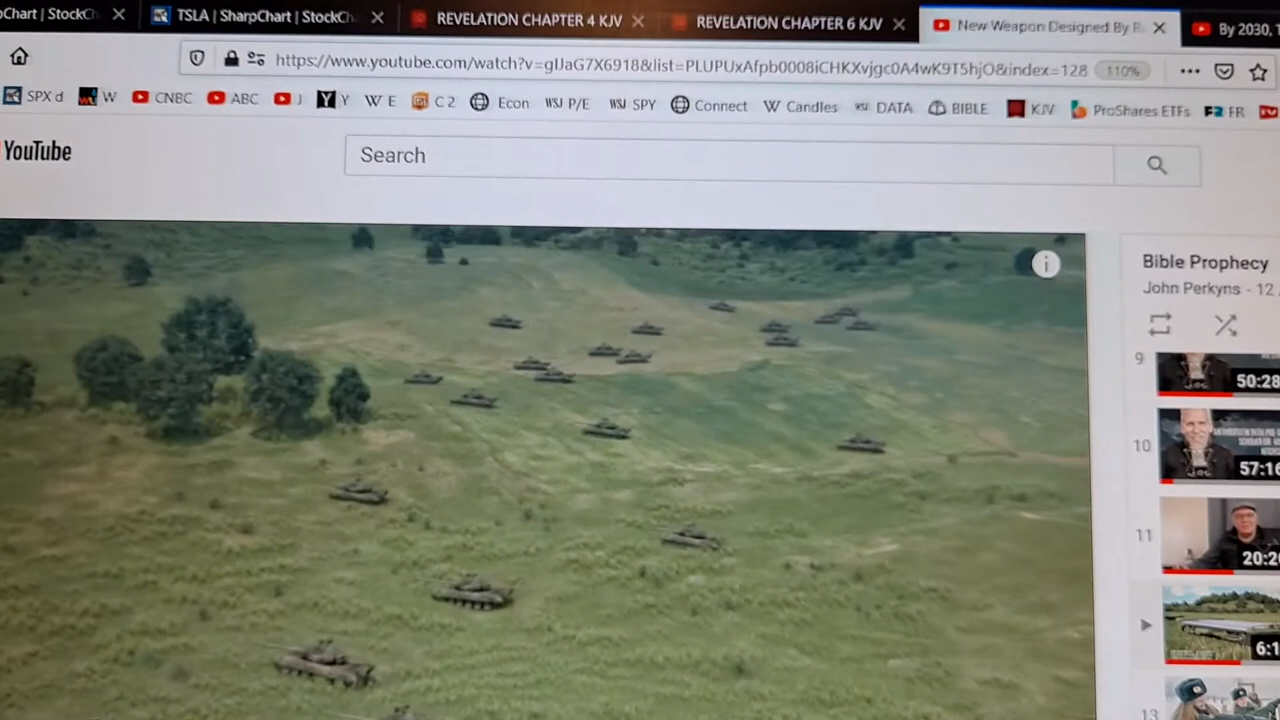 Chart | StockCh
TSLA | SharpChart | StockCh
REVELATION CHAPTER 4 KJV
REVELATION CHAPTER 6 KJV
New Weapon Designed By R
By 2030, T
https://www.youtube.com/watch?v=gIJaG7X6918&list=PLUPUxAfpb0008iCHKXvjgc0A4wK9T5hjO&index=128
110%
SPX d
W
CNBC
ABC
J
Y
W E
C 2
Econ
WSJ P/E
WSJ SPY
Connect
W Candles
DATA
BIBLE
KJV
ProShares ETFs
FR
YouTube
Search
Bible Prophecy
John Perkyns - 12
9
50:28
10
57:16
11
20:20
6:1
13